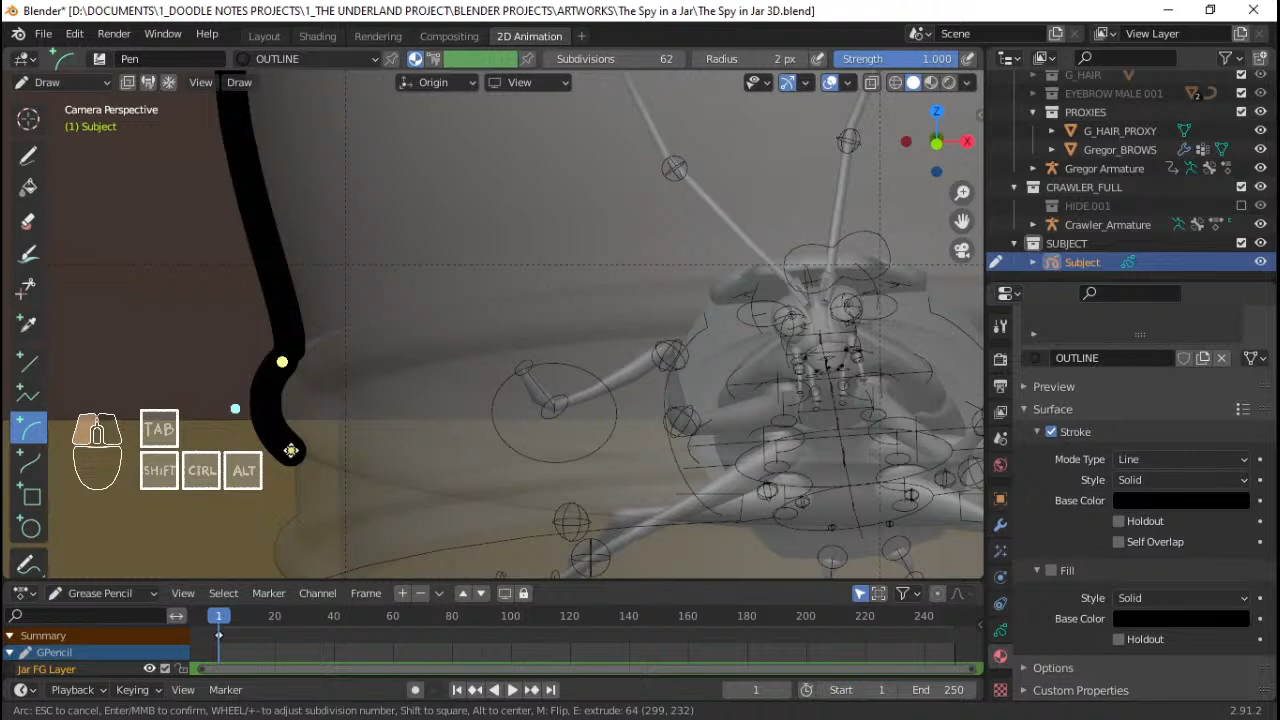 Blender* [D:\DOCUMENTS\1_DOODLE NOTES PROJECTS\1_THE UNDERLAND PROJECT\BLENDER PROJECTS\ARTWORKS\The Spy in a Jar\The Spy in Jar 3D.blend]
File Edit Render Window Help Layout Shading Rendering Compositing 2D Animation + Scene View Layer
Pen OUTLINE Subdivisions 62 Radius 2 px Strength 1.000
Draw View Draw Origin View
G_HAIR
EYEBROW MALE 001 2
PROXIES
G_HAIR_PROXY
Gregor_BROWS
Gregor Armature
CRAWLER_FULL
HIDE.001
Crawler_Armature
SUBJECT
Subject
Camera Perspective
(1) Subject
Z
X
TAB
SHIFT CTRL ALT
OUTLINE
Preview
Surface
Stroke
Mode Type Line
Style Solid
Base Color
Holdout
Self Overlap
Fill
Style Solid
Base Color
Holdout
Options
Custom Properties
Grease Pencil View Select Marker Channel Frame
1 20 40 60 80 100 120 140 160 180 200 220 240
Summary
GPencil
Jar FG Layer
Playback Keying View Marker 1 Start 1 End 250
Arc: ESC to cancel, Enter/MMB to confirm, WHEEL/+- to adjust subdivision number, Shift to square, Alt to center, M: Flip, E: extrude: 64 (299, 232) 2.91.2